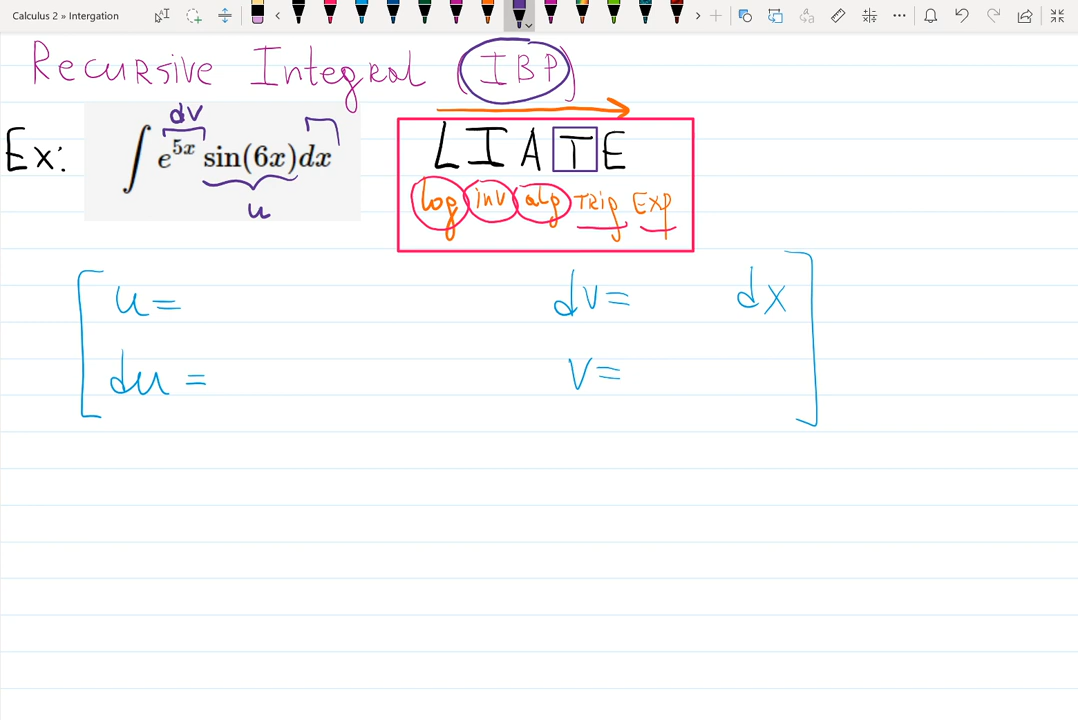 Calculus 2 » Intergation
Recursive Integral (IBP)
dv
Ex: ∫ e^{5x} sin(6x)dx
u
LIATE
log inv alg Trig Exp
u= dv= dx
du = v=